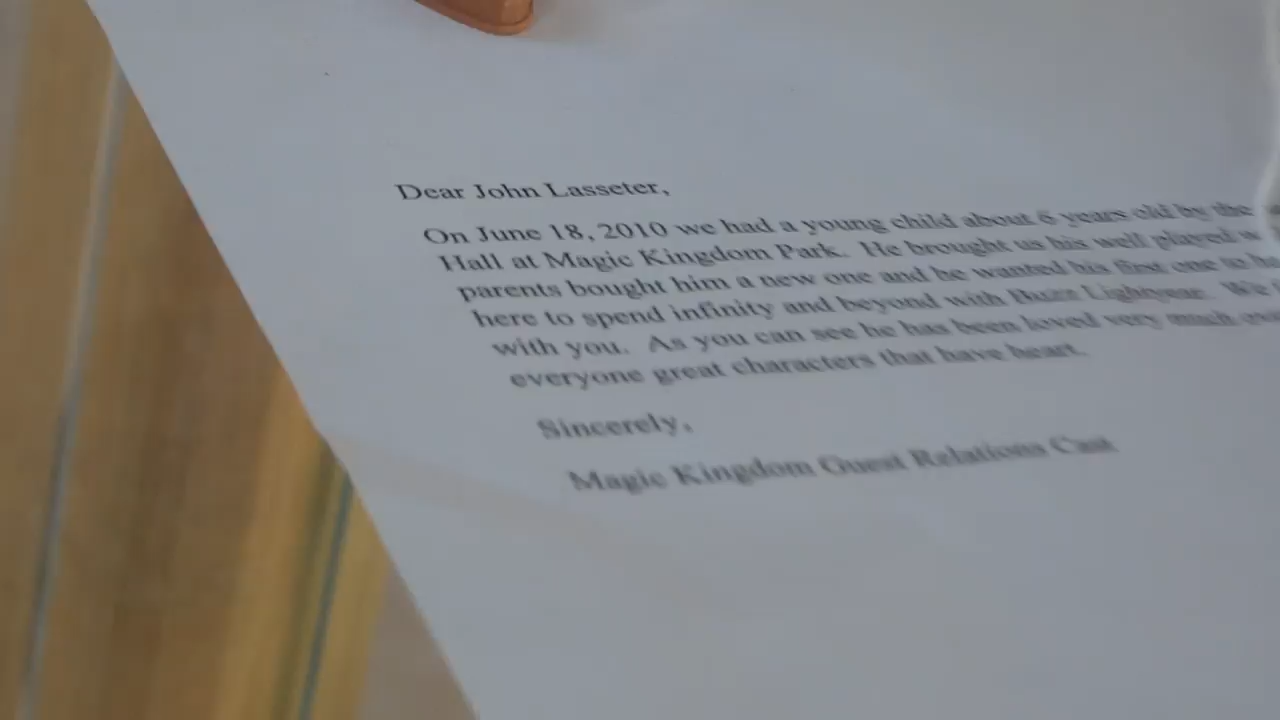 Dear John Lasseter,
On June 18, 2010 we had a young child about 6 years old by the
Hall at Magic Kingdom Park. He brought us his well played
parents bought him a new one and he wanted his first one to
here to spend infinity and beyond with Buzz Lightyear. We
with you. As you can see he has been loved very much
everyone great characters that have heart.
Sincerely,
Magic Kingdom Guest Relations Cast